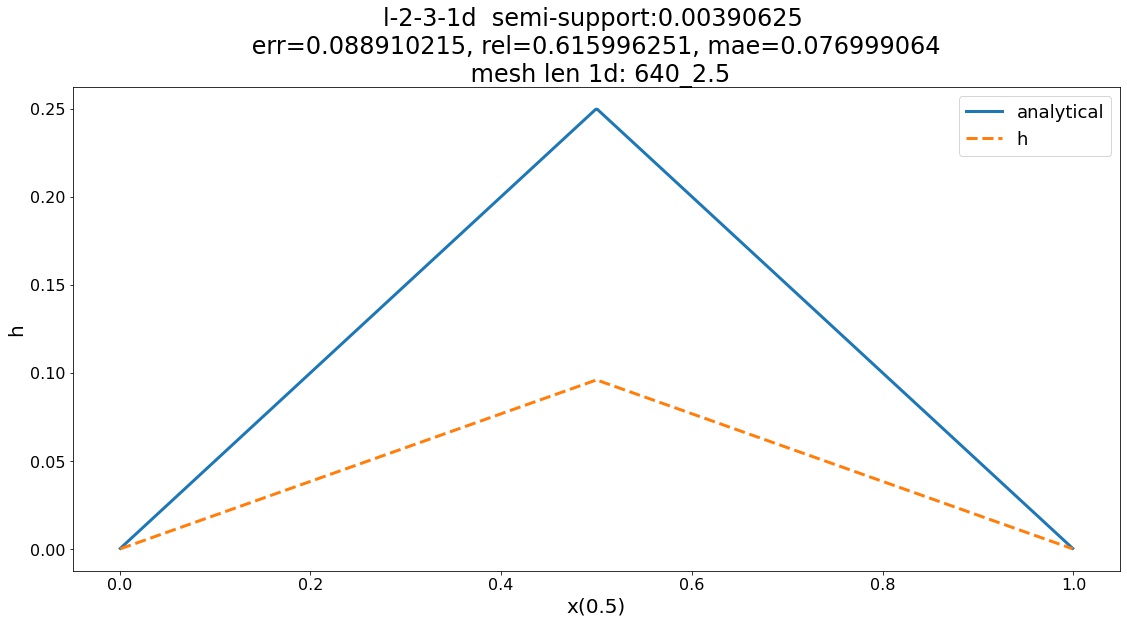 l-2-3-1d  semi-support:0.00390625
err=0.088910215, rel=0.615996251, mae=0.076999064
mesh len 1d: 640_2.5
analytical
h
h
0.25
0.20
0.15
0.10
0.05
0.00
0.0 0.2 0.4 0.6 0.8 1.0
x(0.5)